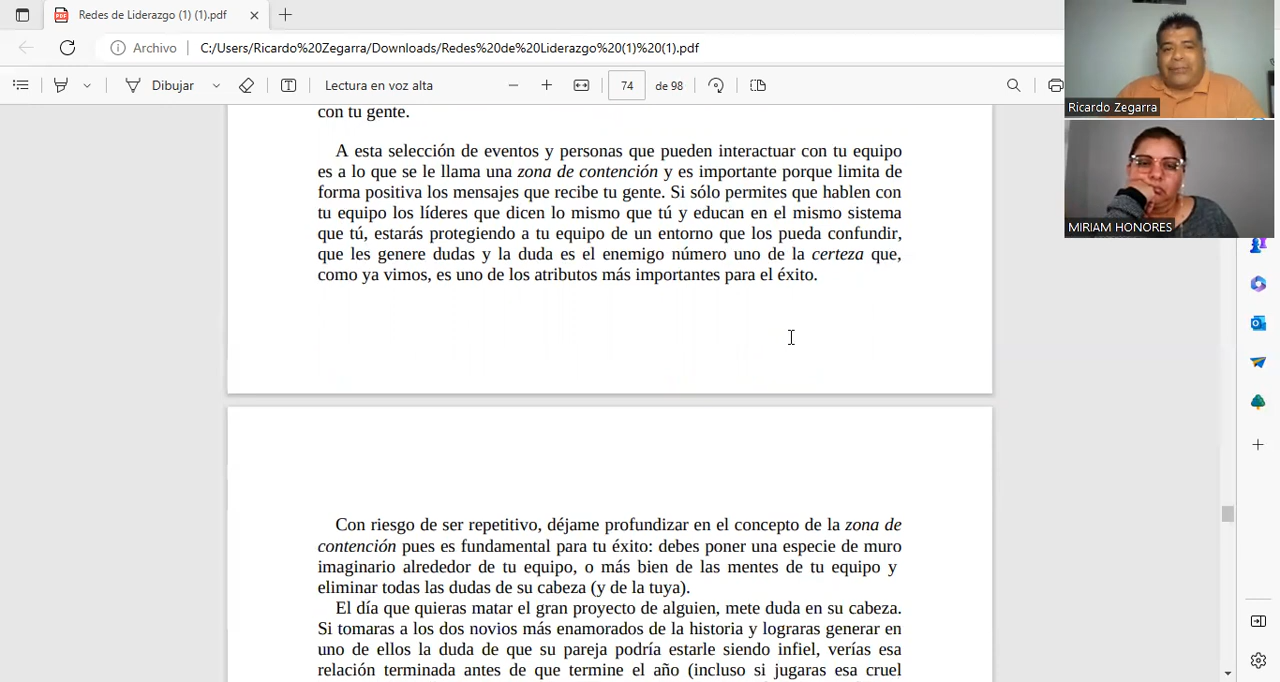 Redes de Liderazgo (1) (1).pdf
Archivo
C:/Users/Ricardo%20Zegarra/Downloads/Redes%20de%20Liderazgo%20(1)%20(1).pdf
Dibujar
Lectura en voz alta
74
de 98
Ricardo Zegarra
MIRIAM HONORES
con tu gente.
A esta selección de eventos y personas que pueden interactuar con tu equipo
es a lo que se le llama una zona de contención y es importante porque limita de
forma positiva los mensajes que recibe tu gente. Si sólo permites que hablen con
tu equipo los líderes que dicen lo mismo que tú y educan en el mismo sistema
que tú, estarás protegiendo a tu equipo de un entorno que los pueda confundir,
que les genere dudas y la duda es el enemigo número uno de la certeza que,
como ya vimos, es uno de los atributos más importantes para el éxito.
Con riesgo de ser repetitivo, déjame profundizar en el concepto de la zona de
contención pues es fundamental para tu éxito: debes poner una especie de muro
imaginario alrededor de tu equipo, o más bien de las mentes de tu equipo y
eliminar todas las dudas de su cabeza (y de la tuya).
El día que quieras matar el gran proyecto de alguien, mete duda en su cabeza.
Si tomaras a los dos novios más enamorados de la historia y lograras generar en
uno de ellos la duda de que su pareja podría estarle siendo infiel, verías esa
relación terminada antes de que termine el año (incluso si jugaras esa cruel